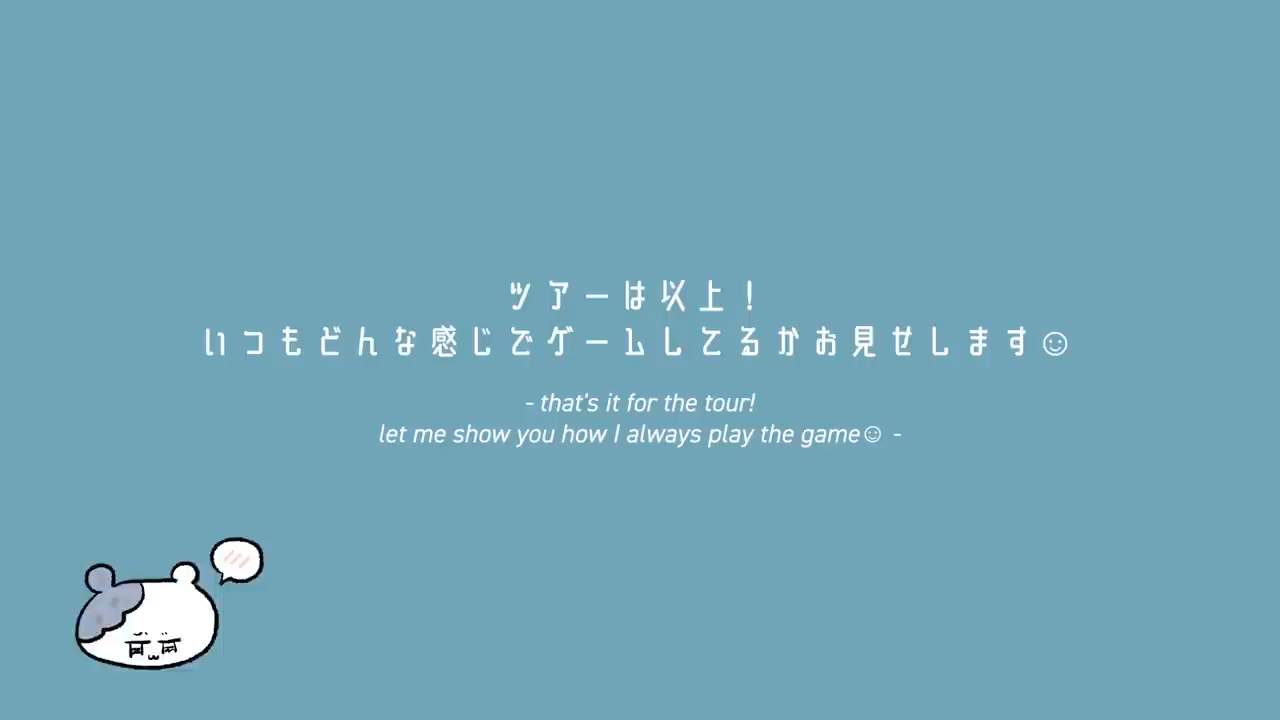 ツアーは以上！
いつもどんな感じでゲームしてるかお見せします☺
- that's it for the tour!
let me show you how I always play the game☺ -